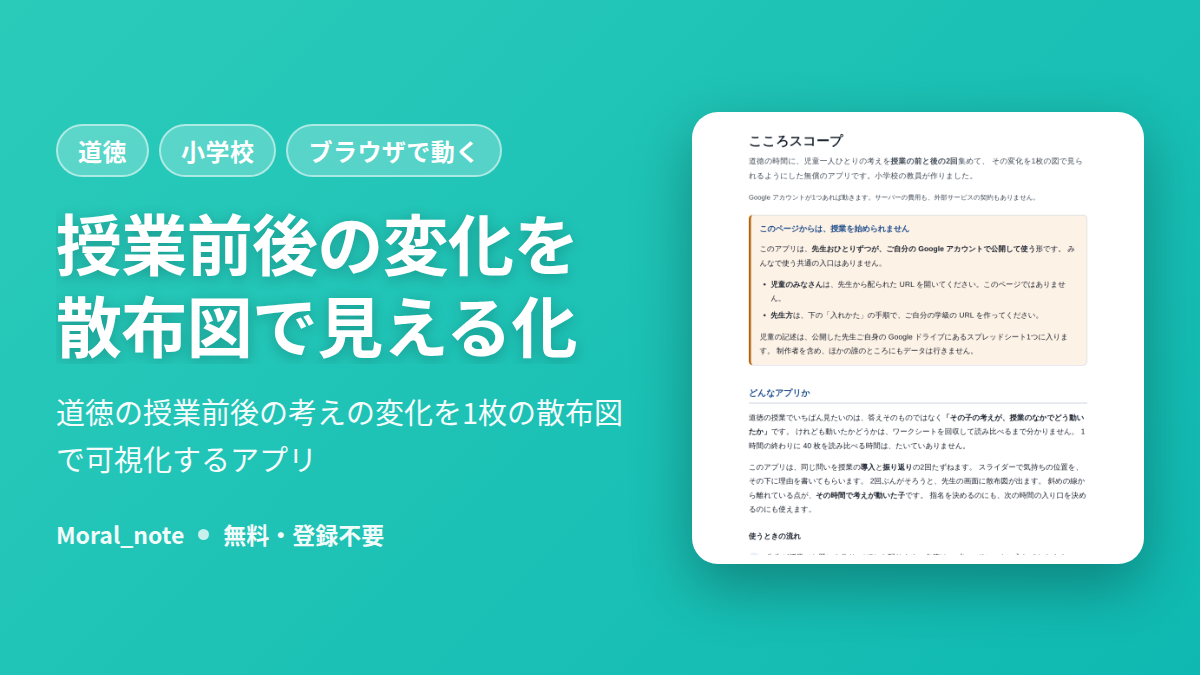 道徳
小学校
ブラウザで動く
授業前後の変化を
散布図で見える化
道徳の授業前後の考えの変化を1枚の散布図
で可視化するアプリ
Moral_note
無料・登録不要
こころスコープ
道徳の時間に、児童一人ひとりの考えを授業の前と後の2回集めて、 その変化を1枚の図で見ら
れるようにした無償のアプリです。小学校の教員が作りました。
Google アカウントが1つあれば動きます。サーバーの費用も、外部サービスの契約もありません。
このページからは、授業を始められません
このアプリは、先生おひとりずつが、ご自分の Google アカウントで公開して使う形です。 み
んなで使う共通の入口はありません。
• 児童のみなさんは、先生から配られた URL を開いてください。このページではありませ
ん。
• 先生方は、下の「入れかた」の手順で、ご自分の学級の URL を作ってください。
児童の記述は、公開した先生ご自身の Google ドライブにあるスプレッドシート1つに入りま
す。 制作者を含め、ほかの誰のところにもデータは行きません。
どんなアプリか
道徳の授業でいちばん見たいのは、答えそのものではなく「その子の考えが、授業のなかでどう動い
たか」です。 けれども動いたかどうかは、ワークシートを回収して読み比べるまで分かりません。 1
時間の終わりに 40 枚を読み比べる時間は、たいていありません。
このアプリは、同じ問いを授業の導入と振り返りの2回たずねます。 スライダーで気持ちの位置を、
その下に理由を書いてもらいます。 2回ぶんがそろうと、先生の画面に散布図が出ます。 斜めの線か
ら離れている点が、その時間で考えが動いた子です。 指名を決めるのにも、次の時間の入り口を決め
るのにも使えます。
使うときの流れ